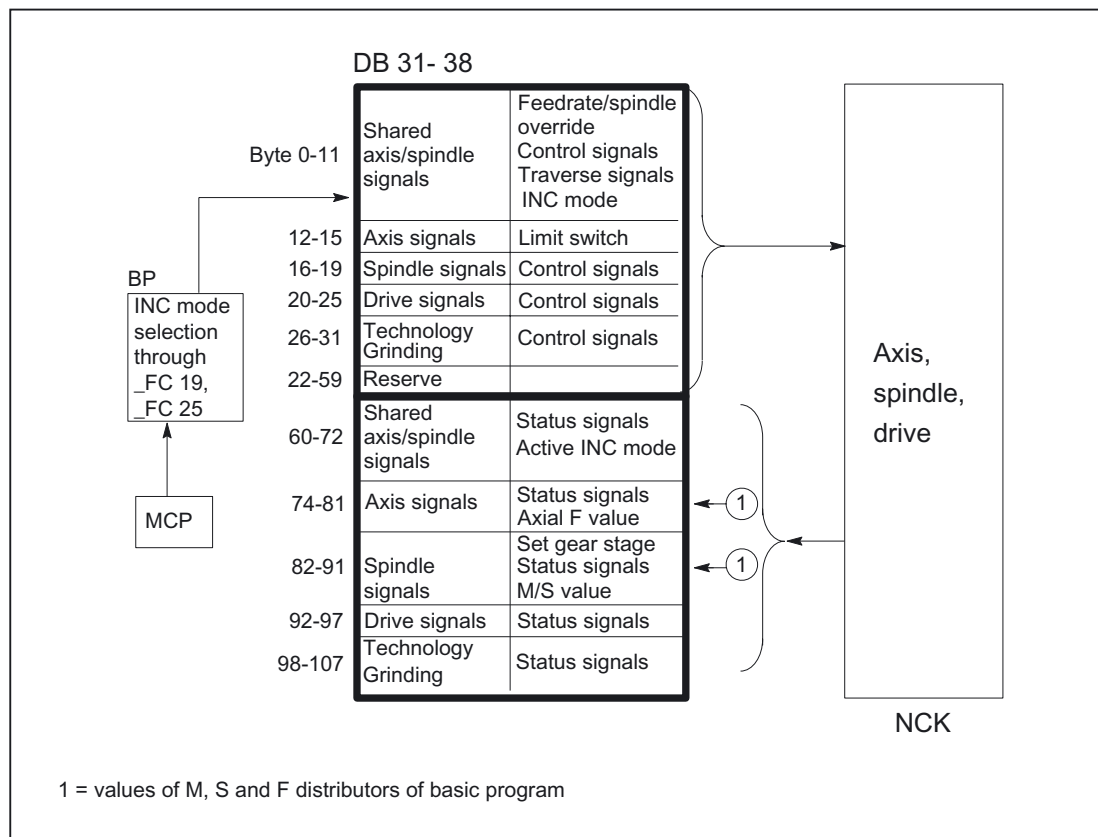 DB 31- 38
Byte 0-11
Shared
axis/spindle
signals
Feedrate/spindle
override
Control signals
Traverse signals
INC mode
12-15
Axis signals
Limit switch
16-19
Spindle signals
Control signals
20-25
Drive signals
Control signals
26-31
Technology
Grinding
Control signals
22-59
Reserve
60-72
Shared
axis/spindle
signals
Status signals
Active INC mode
74-81
Axis signals
Status signals
Axial F value
1
82-91
Spindle
signals
Set gear stage
Status signals
M/S value
1
92-97
Drive signals
Status signals
98-107
Technology
Grinding
Status signals
BP
INC mode
selection
through
_FC 19,
_FC 25
MCP
Axis,
spindle,
drive
NCK
1 = values of M, S and F distributors of basic program